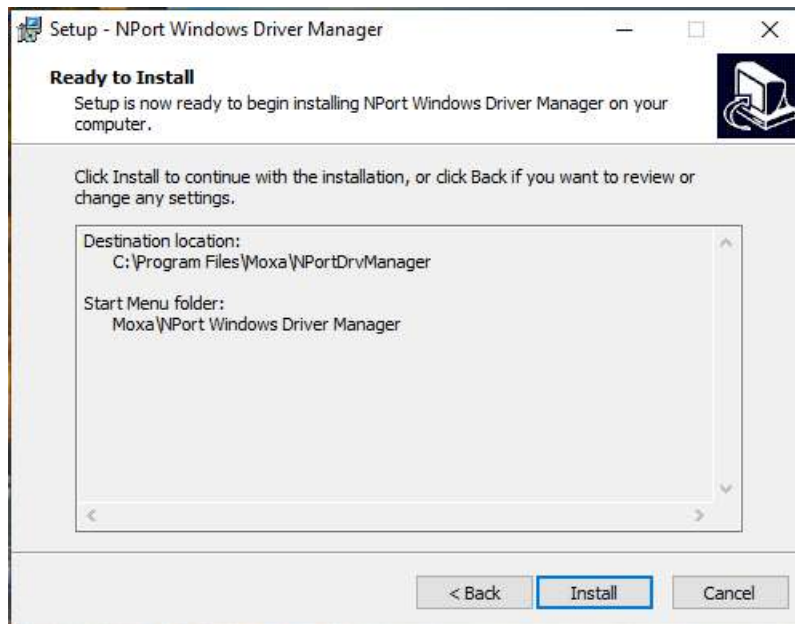 Setup - NPort Windows Driver Manager
Ready to Install
Setup is now ready to begin installing NPort Windows Driver Manager on your
computer.
Click Install to continue with the installation, or click Back if you want to review or
change any settings.
Destination location:
C:\Program Files\Moxa\NPortDrvManager
Start Menu folder:
Moxa\NPort Windows Driver Manager
< Back
Install
Cancel